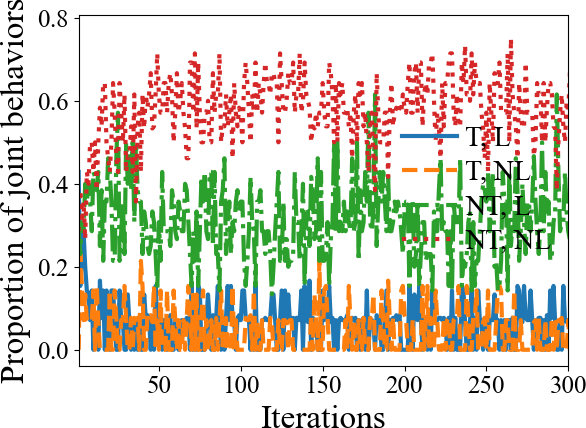 Proportion of joint behaviors
0.8
0.6
0.4
0.2
0.0
T, L
T, NL
NT, L
NT, NL
50
100
150
200
250
300
Iterations